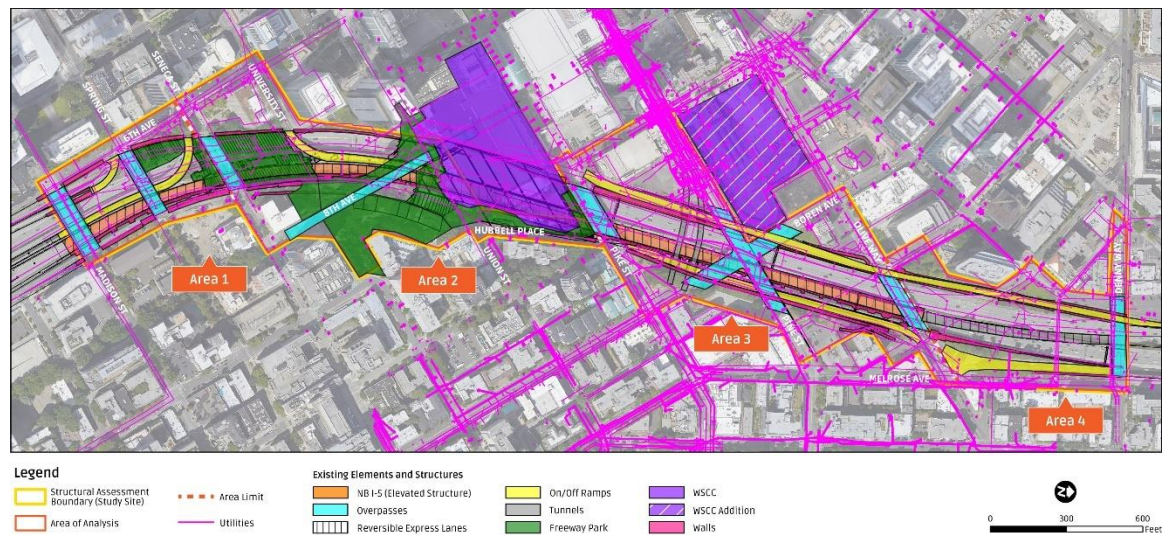 SPRING ST
SENECA ST
6TH AVE
UNIVERSITY ST
8TH AVE
HUBBELL PLACE
UNION ST
MADISON ST
PIKE ST
PINE
BOREN AVE
OLIVE WAY
DENNY WAY
MELROSE AVE
Area 1
Area 2
Area 3
Area 4
Legend
Structural Assessment
Boundary (Study Site)
Area of Analysis
Area Limit
Utilities
Existing Elements and Structures
NB I-5 (Elevated Structure)
Overpasses
Reversible Express Lanes
On/Off Ramps
Tunnels
Freeway Park
WSCC
WSCC Addition
Walls
N
0 300 600
Feet